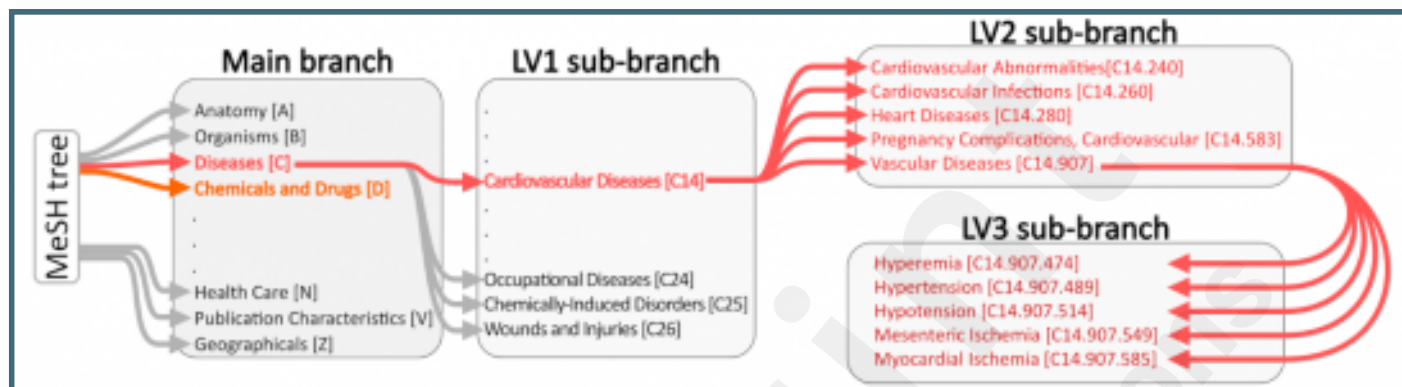 MeSH tree
Main branch
Anatomy [A]
Organisms [B]
Diseases [C]
Chemicals and Drugs [D]
.
.
.
Health Care [N]
Publication Characteristics [V]
Geographicals [Z]
LV1 sub-branch
.
.
.
Cardiovascular Diseases [C14]
.
.
.
Occupational Diseases [C24]
Chemically-Induced Disorders [C25]
Wounds and Injuries [C26]
LV2 sub-branch
Cardiovascular Abnormalities[C14.240]
Cardiovascular Infections [C14.260]
Heart Diseases [C14.280]
Pregnancy Complications, Cardiovascular [C14.583]
Vascular Diseases [C14.907]
LV3 sub-branch
Hyperemia [C14.907.474]
Hypertension [C14.907.489]
Hypotension [C14.907.514]
Mesenteric Ischemia [C14.907.549]
Myocardial Ischemia [C14.907.585]